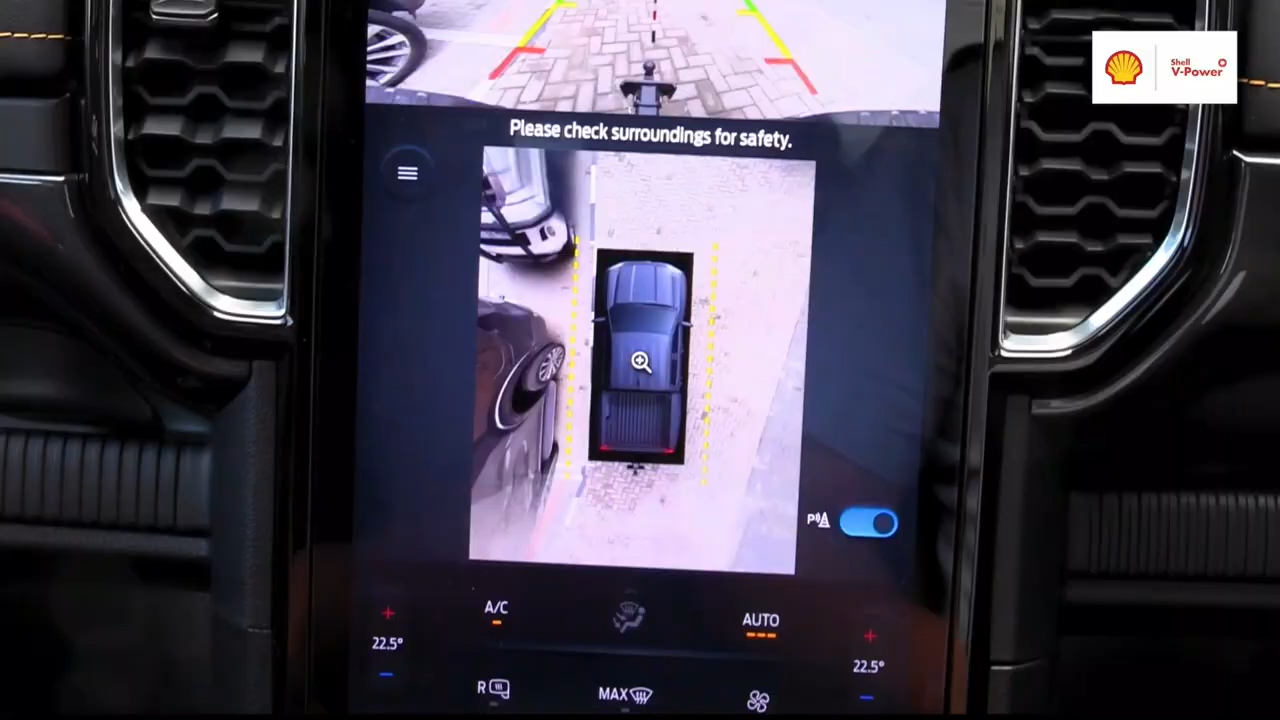 Shell
V-Power
Please check surroundings for safety.
P
A/C
AUTO
22.5°
22.5°
R
MAX